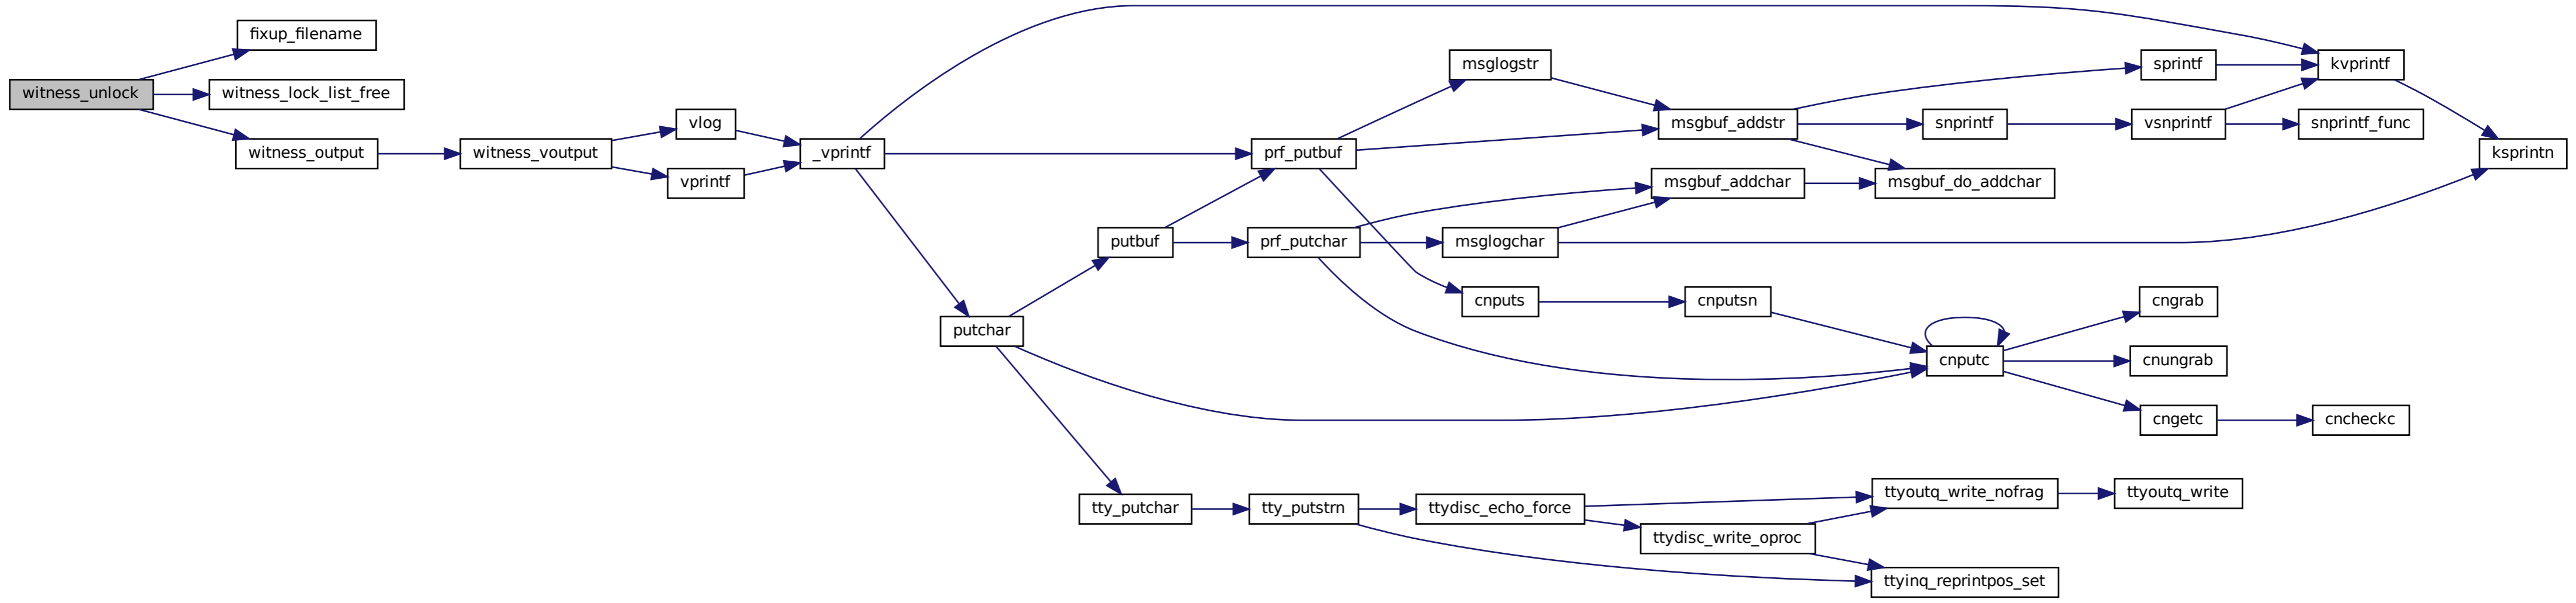 fixup_filename
witness_unlock
witness_lock_list_free
witness_output
witness_voutput
vlog
vprintf
_vprintf
putchar
putbuf
prf_putbuf
prf_putchar
msglogstr
msglogchar
msgbuf_addstr
msgbuf_addchar
msgbuf_do_addchar
sprintf
snprintf
vsnprintf
snprintf_func
kvprintf
ksprintn
cnputs
cnputsn
cnputc
cngrab
cnungrab
cngetc
cncheckc
tty_putchar
tty_putstrn
ttydisc_echo_force
ttydisc_write_oproc
ttyoutq_write_nofrag
ttyoutq_write
ttyinq_reprintpos_set